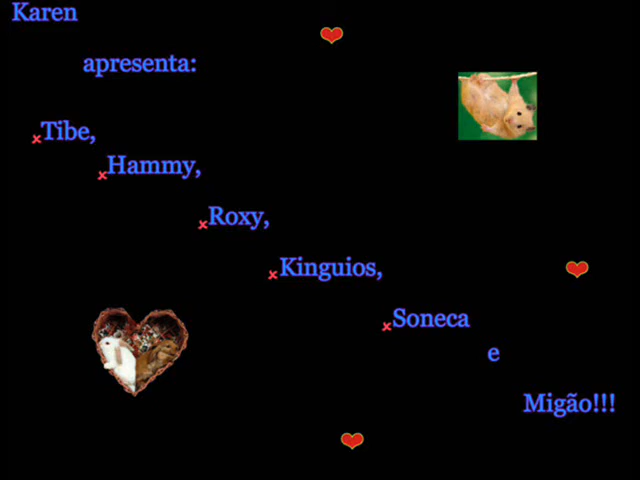 Karen
apresenta:
Tibe,
Hammy,
Roxy,
Kinguios,
Soneca
e
Migão!!!